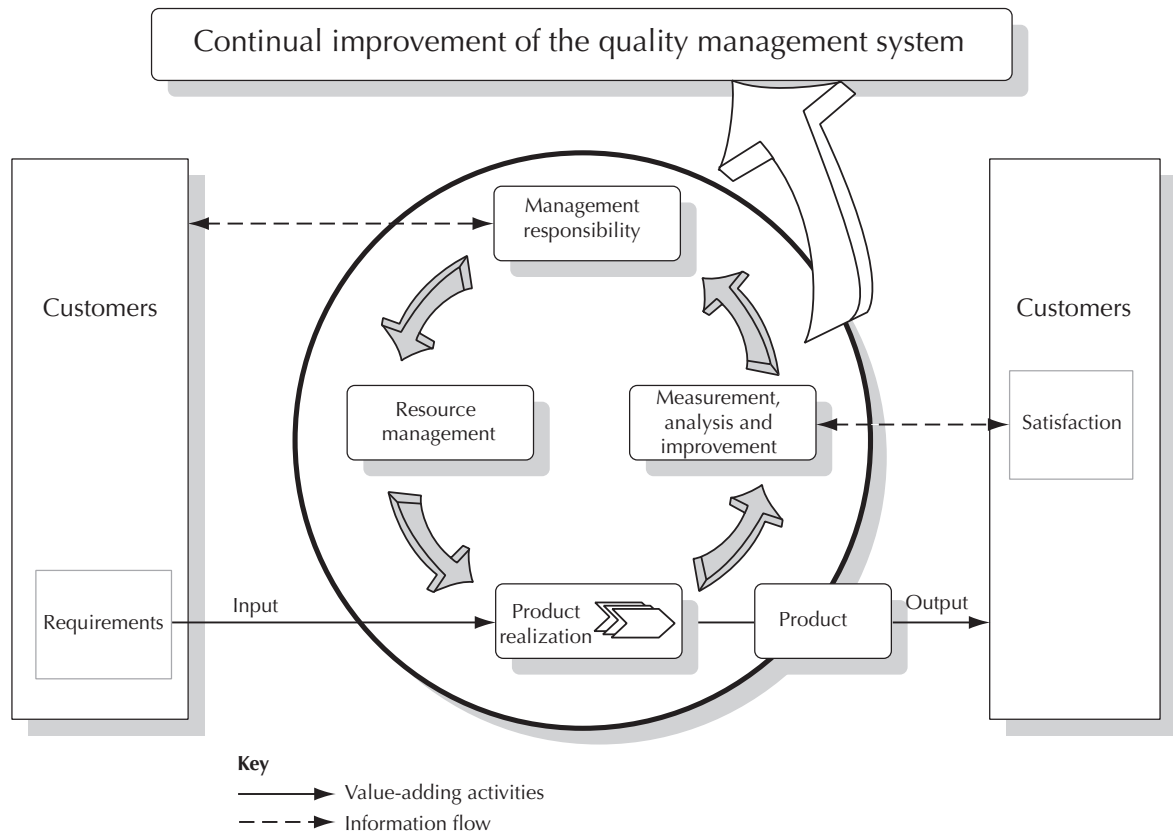 Continual improvement of the quality management system
Management
responsibility
Customers
Customers
Resource
management
Measurement,
analysis and
improvement
Satisfaction
Requirements
Input
Product
realization
Product
Output
Key
Value-adding activities
Information flow